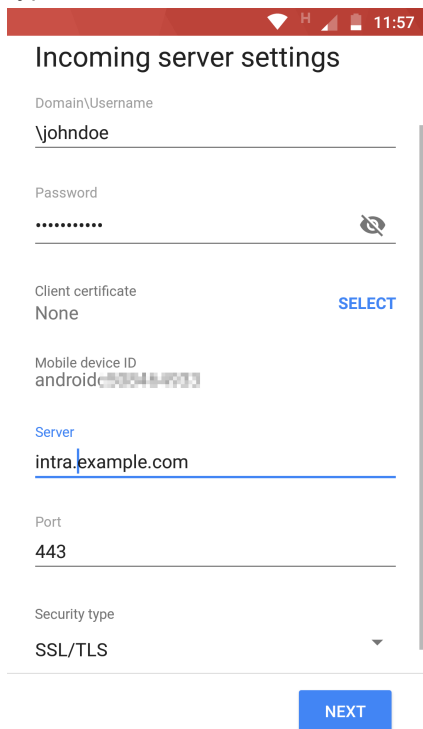 H 11:57
Incoming server settings
Domain\Username
\johndoe
Password
•••••••••••
Client certificate
None
SELECT
Mobile device ID
Server
intra.example.com
Port
443
Security type
SSL/TLS
NEXT